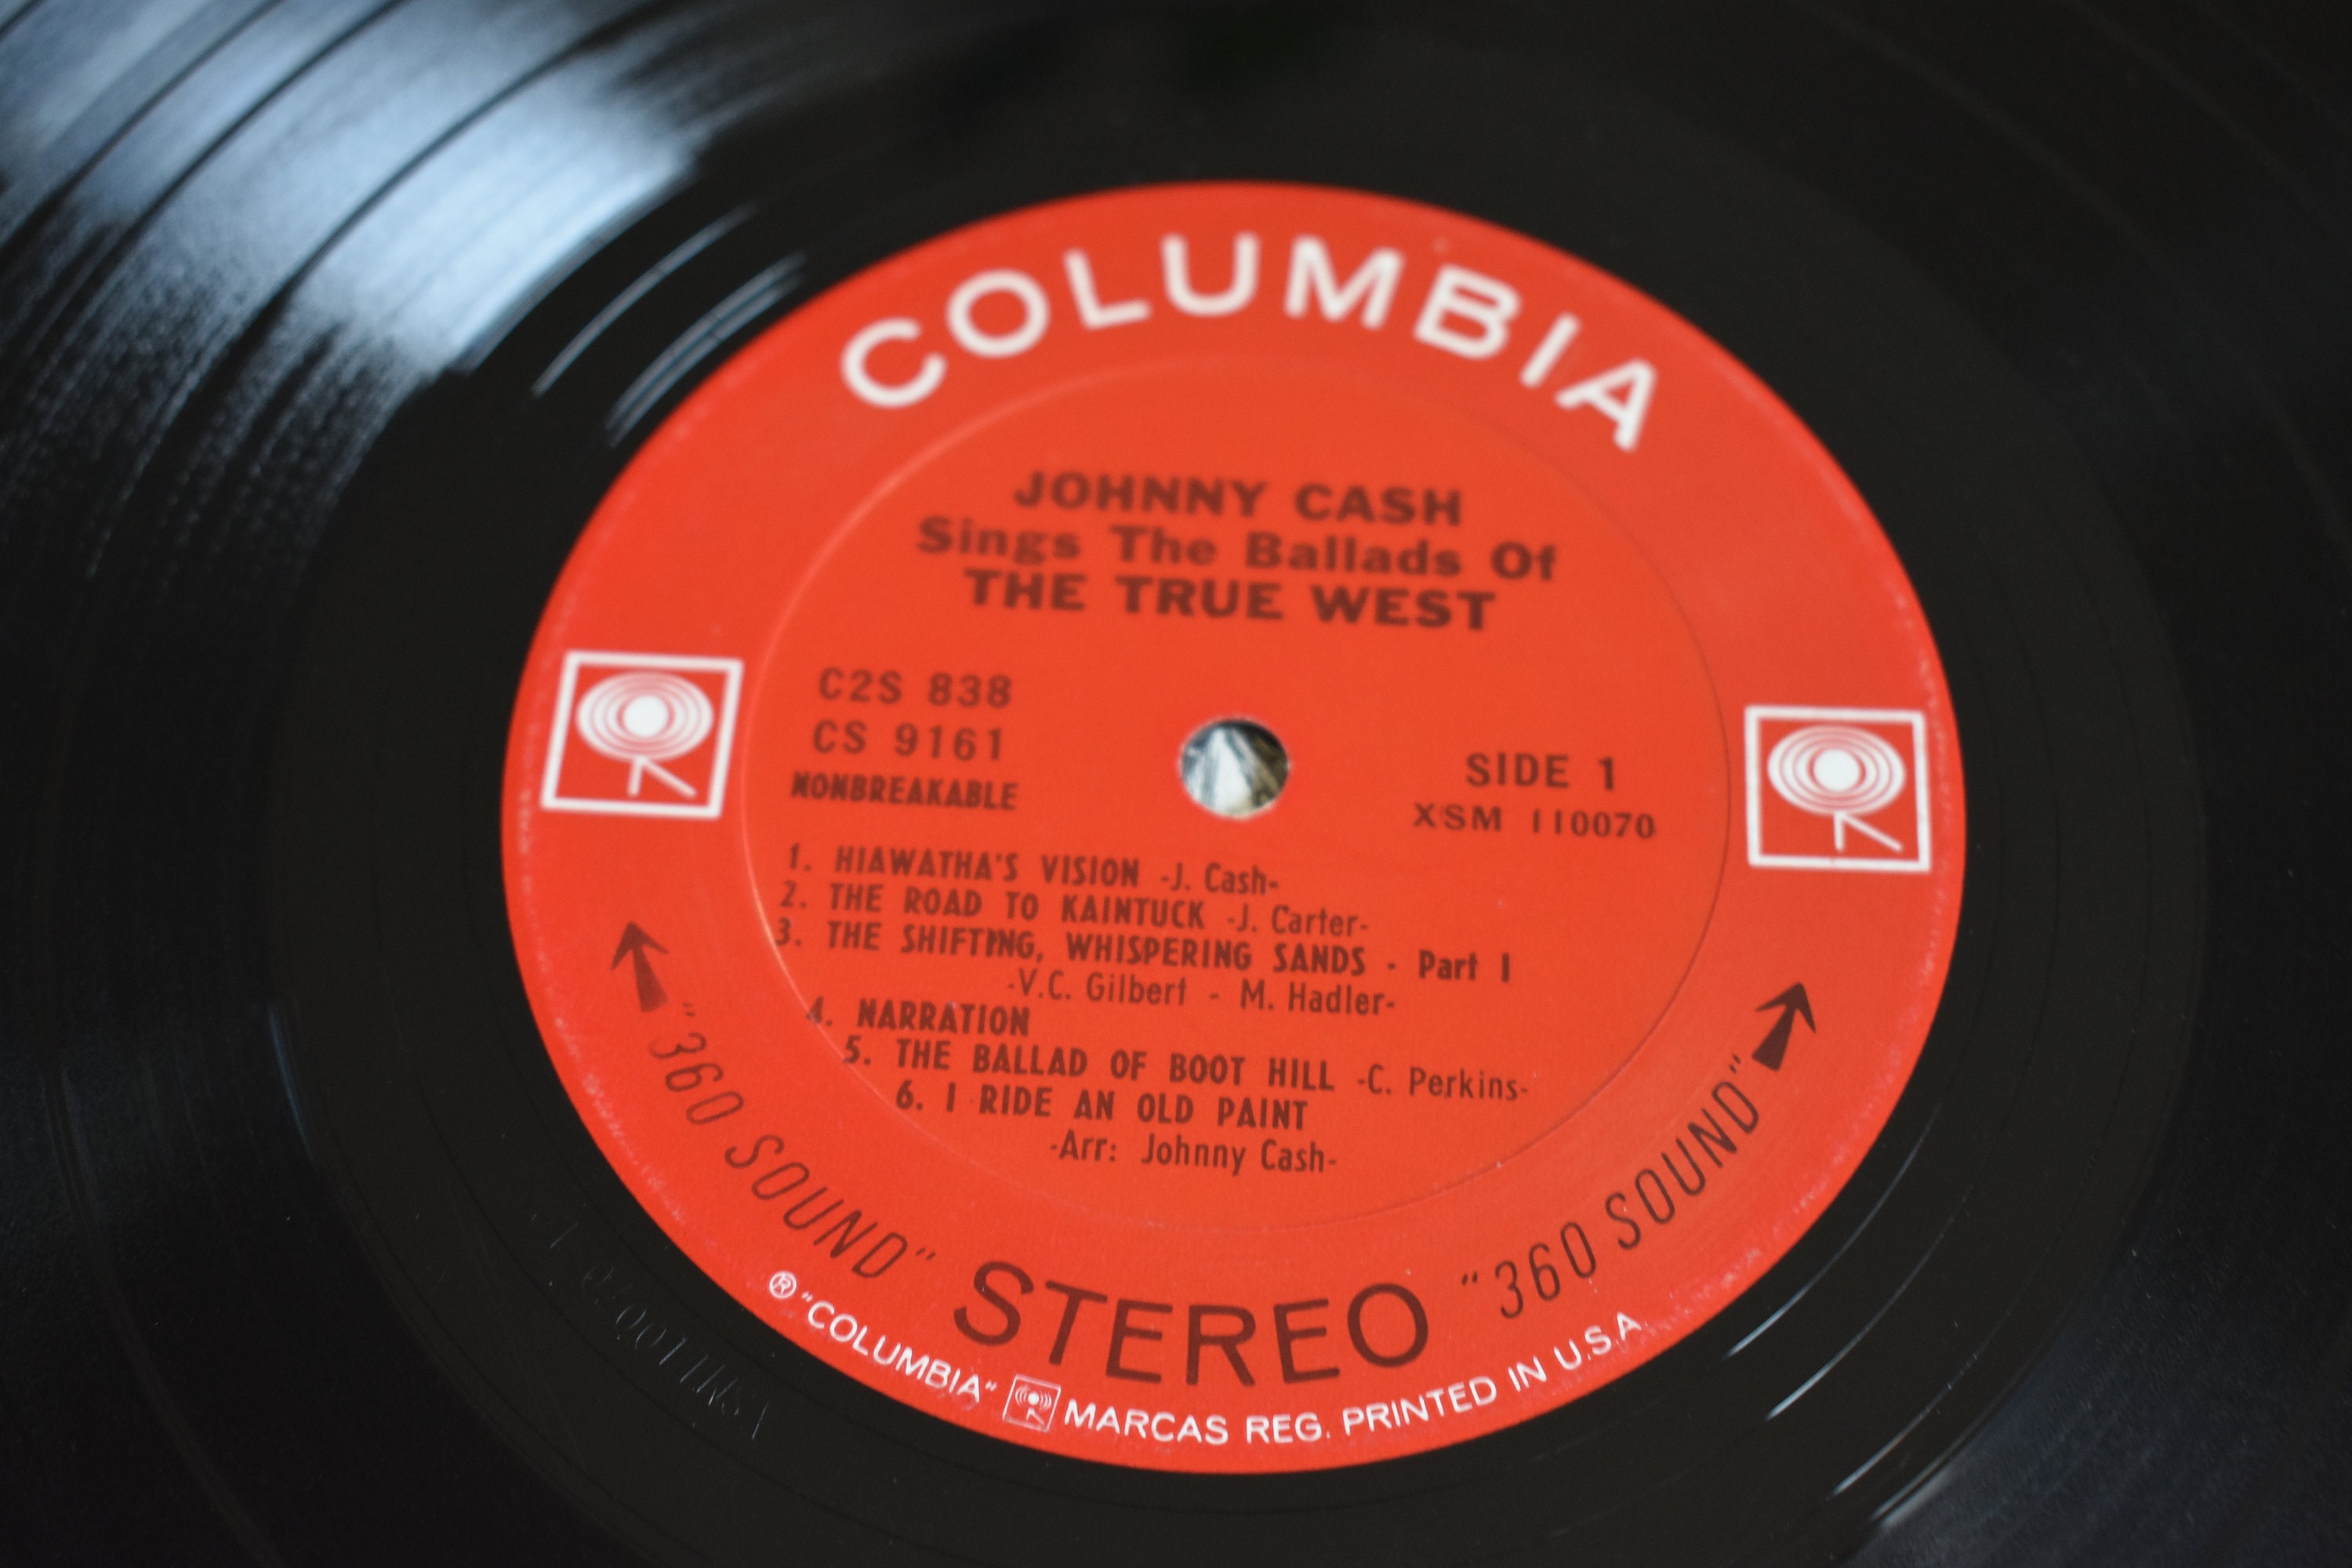 COLUMBIA
JOHNNY CASH
Sings The Ballads Of
THE TRUE WEST
C2S 838
CS 9161
NONBREAKABLE
SIDE 1
XSM 110070
1. HIAWATHA'S VISION -J. Cash-
2. THE ROAD TO KAINTUCK -J. Carter-
3. THE SHIFTING, WHISPERING SANDS - Part I
-V.C. Gilbert - M. Hadler-
4. NARRATION
5. THE BALLAD OF BOOT HILL -C. Perkins-
6. I RIDE AN OLD PAINT
-Arr: Johnny Cash-
"360 SOUND" STEREO "360 SOUND"
® "COLUMBIA" MARCAS REG. PRINTED IN U.S.A.